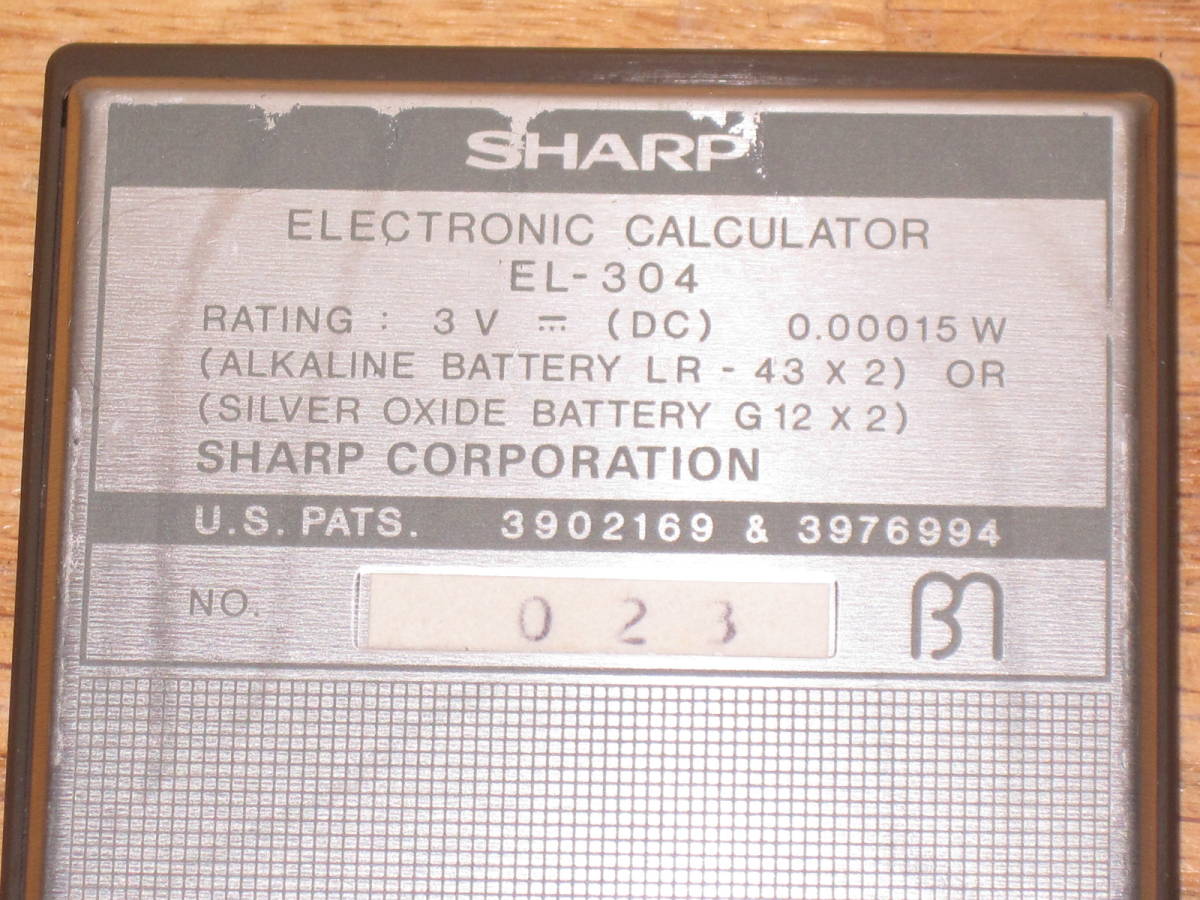 SHARP
ELECTRONIC CALCULATOR
EL-304
RATING : 3 V ⎓ (DC) 0.00015 W
(ALKALINE BATTERY LR - 43 X 2) OR
(SILVER OXIDE BATTERY G12 X 2)
SHARP CORPORATION
U.S. PATS. 3902169 & 3976994
NO. 023